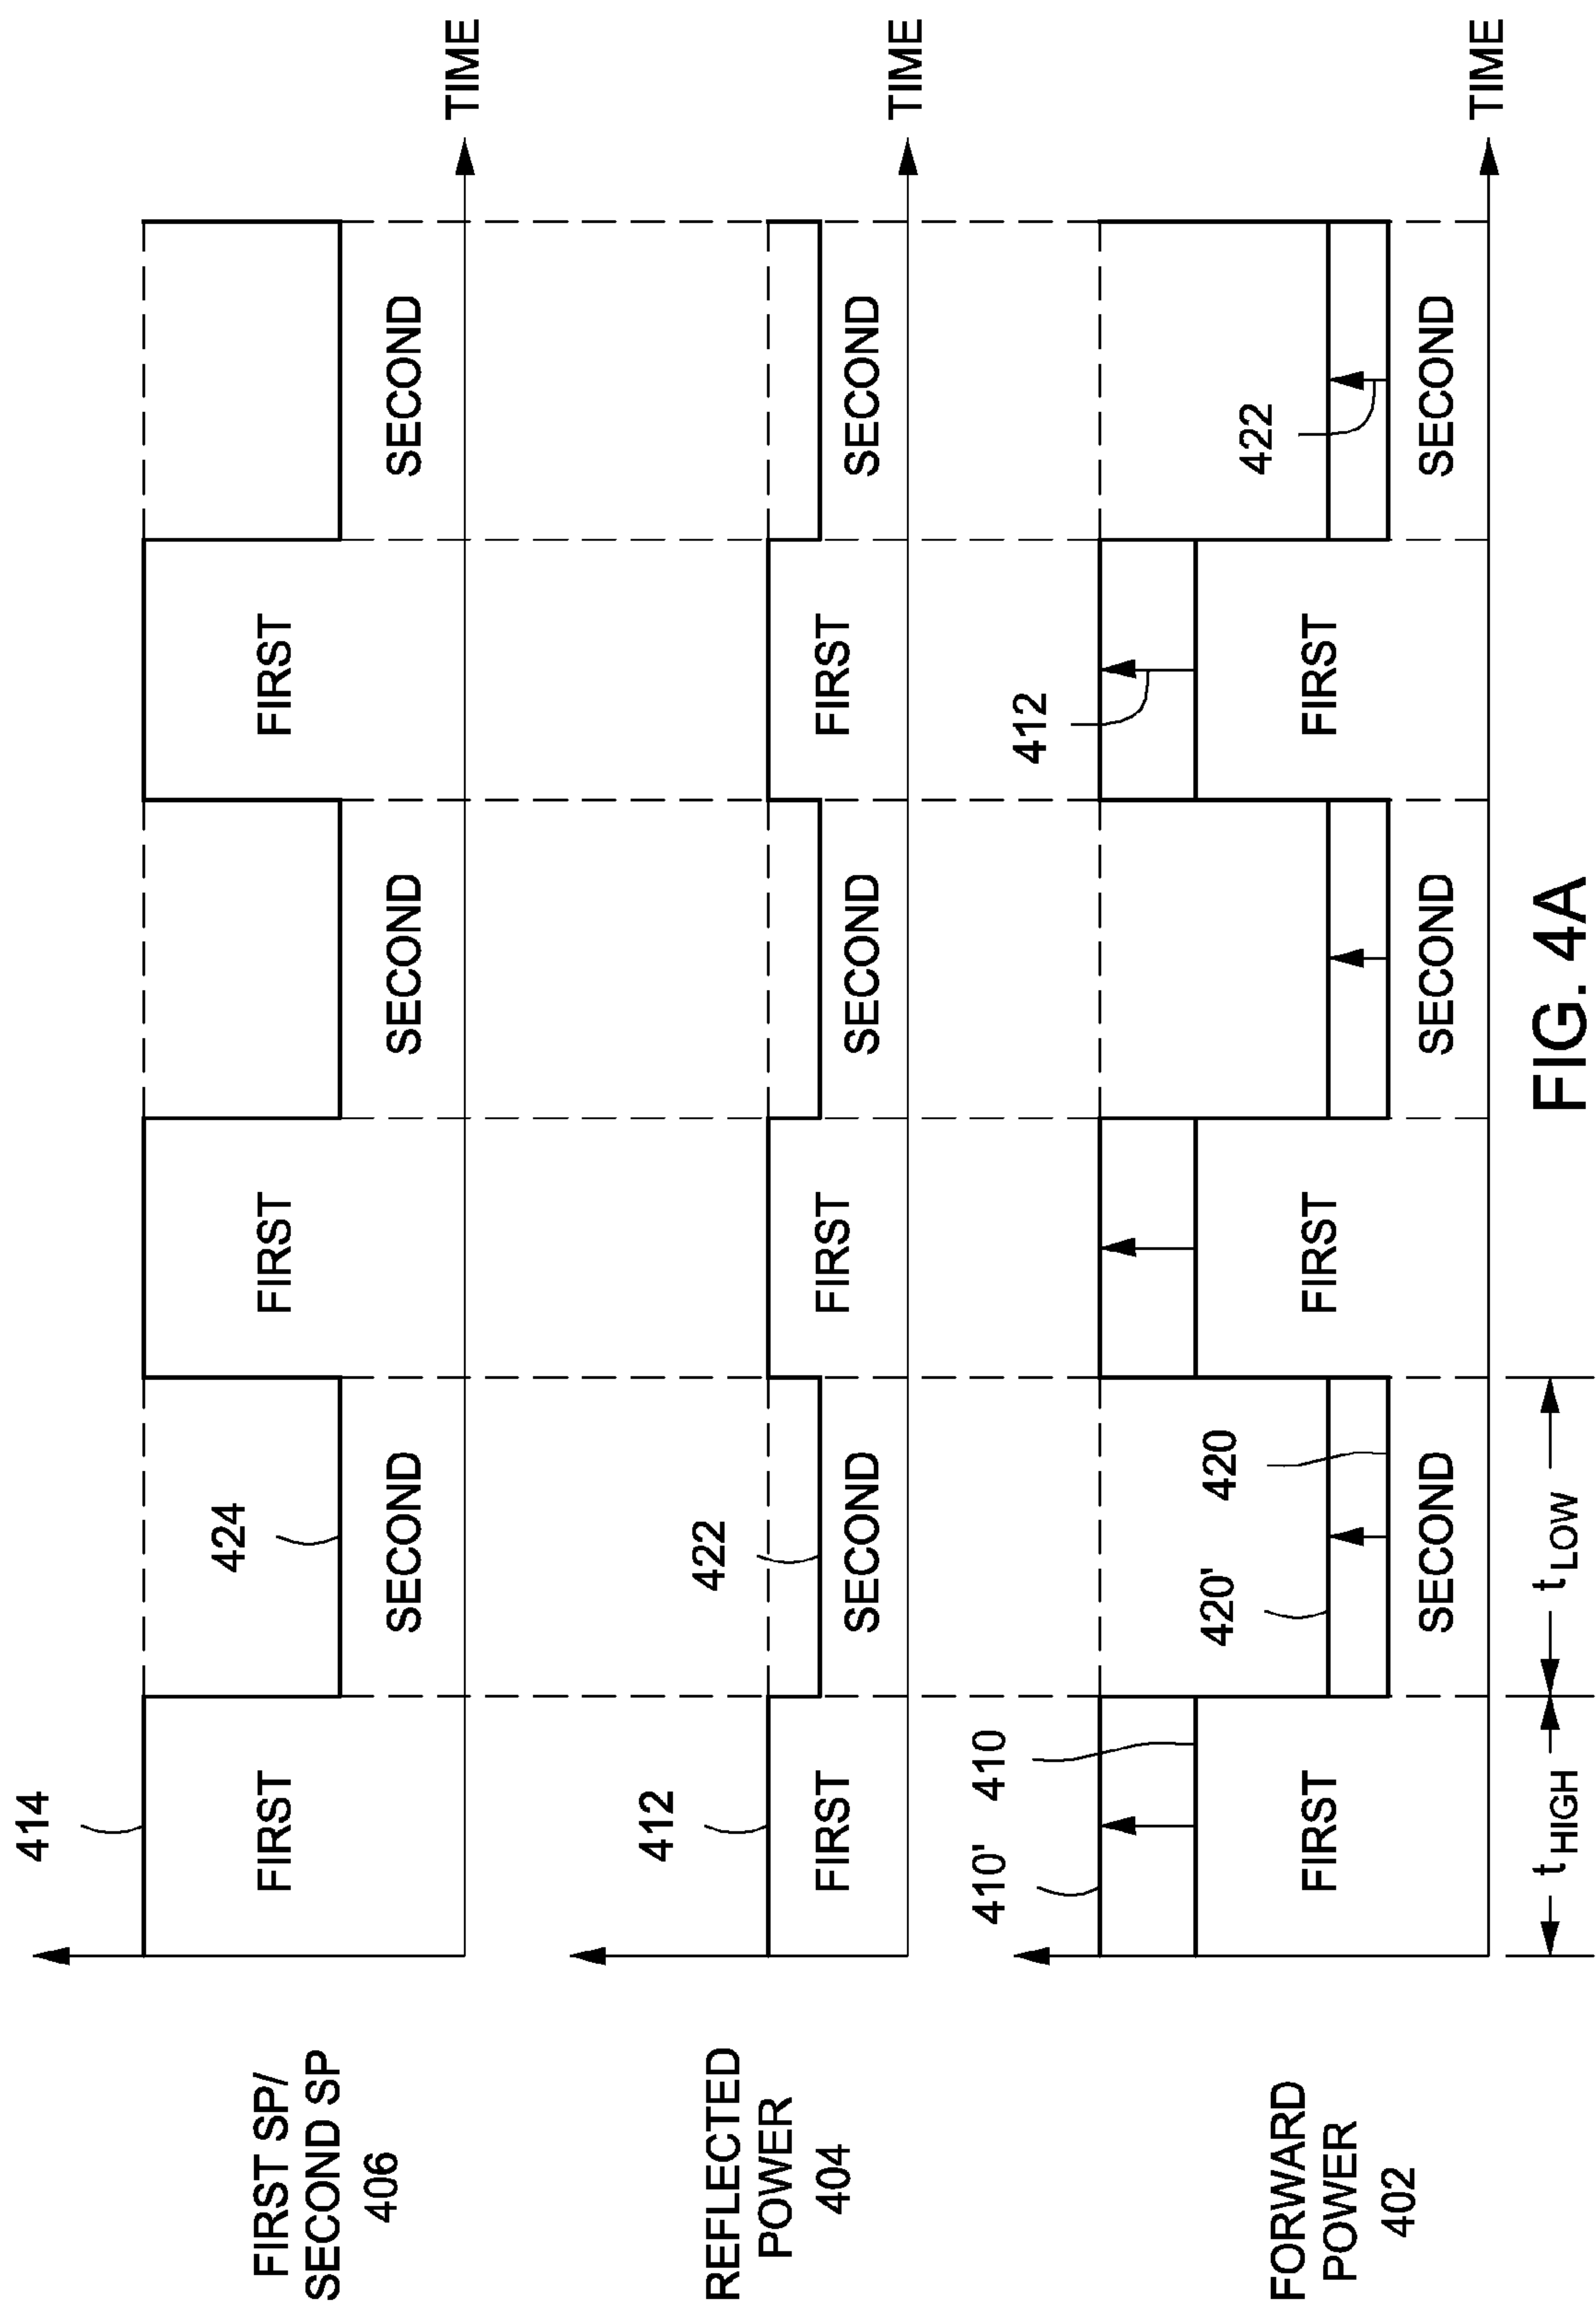 FIRST SP/
SECOND SP
406
414
FIRST
424
SECOND
FIRST
SECOND
FIRST
SECOND
TIME
REFLECTED
POWER
404
412
FIRST
422
SECOND
FIRST
SECOND
FIRST
SECOND
TIME
FORWARD
POWER
402
410'
410
FIRST
420'
420
SECOND
FIRST
SECOND
412
FIRST
422
SECOND
TIME
t HIGH
t LOW
FIG. 4A